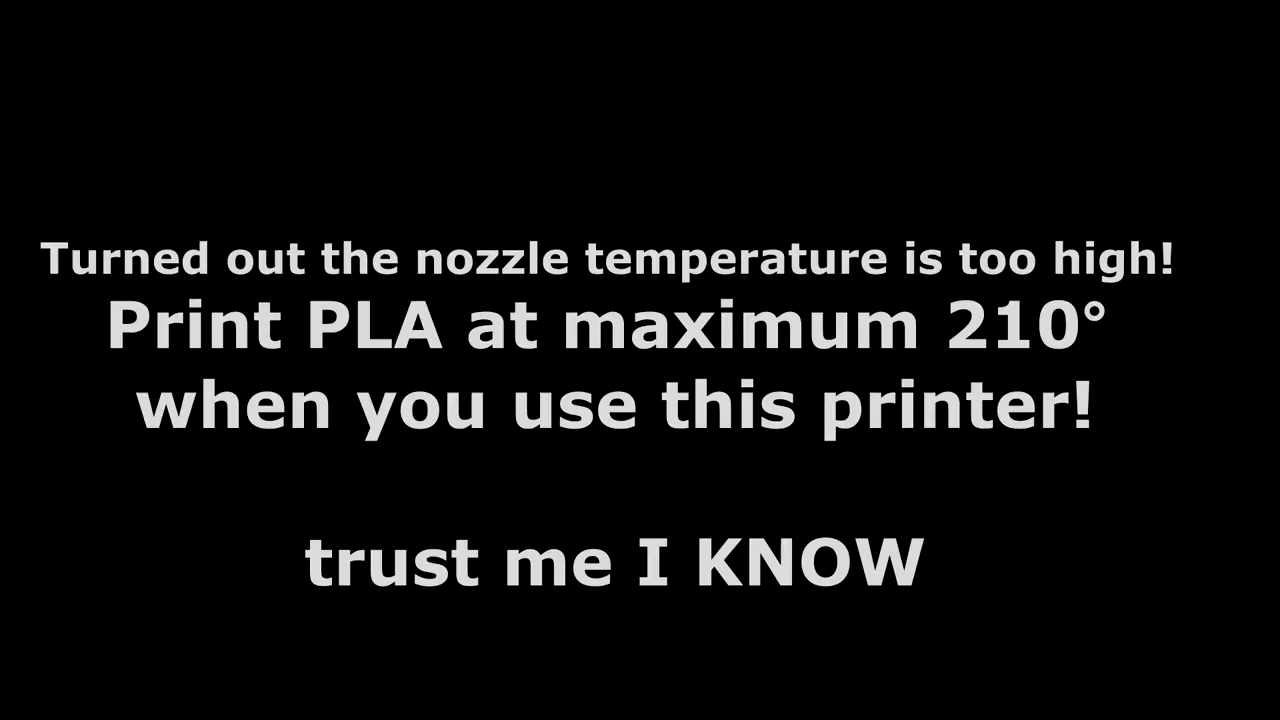 Turned out the nozzle temperature is too high!
Print PLA at maximum 210°
when you use this printer!
trust me I KNOW